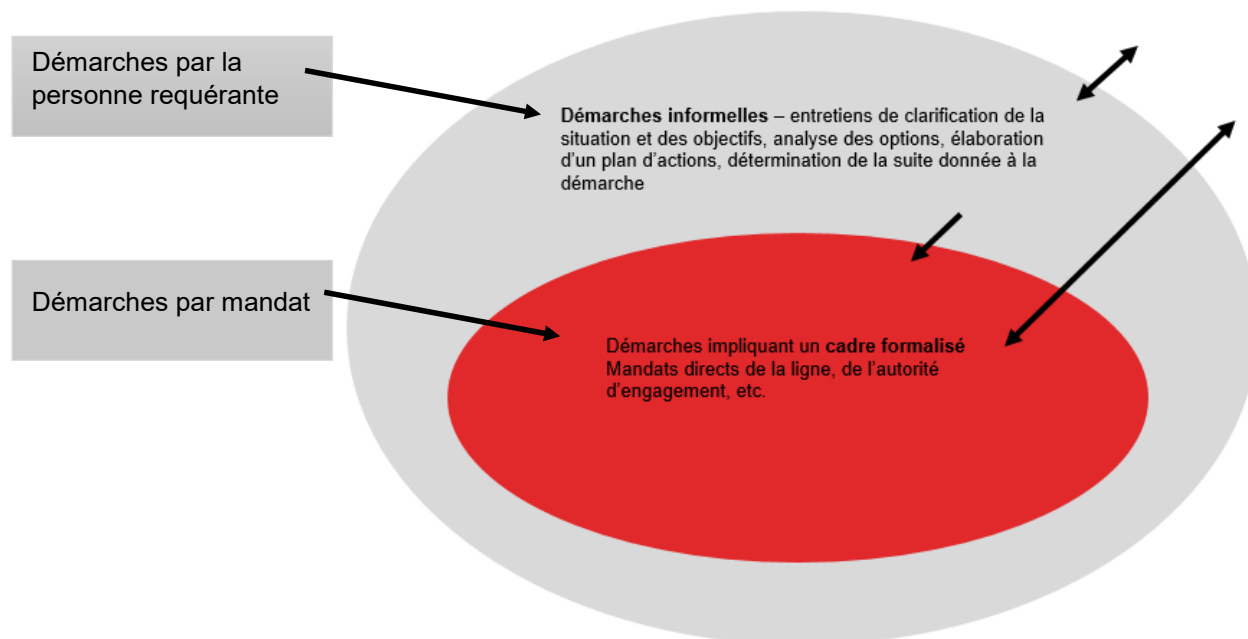 Démarches par la
personne requérante
Démarches informelles – entretiens de clarification de la
situation et des objectifs, analyse des options, élaboration
d'un plan d'actions, détermination de la suite donnée à la
démarche
Démarches par mandat
Démarches impliquant un cadre formalisé
Mandats directs de la ligne, de l'autorité
d'engagement, etc.